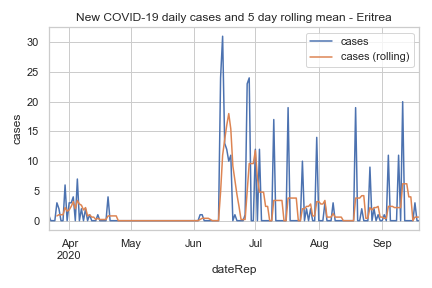 New COVID-19 daily cases and 5 day rolling mean - Eritrea
cases
cases (rolling)
cases
30
25
20
15
10
5
0
Apr
2020
May
Jun
Jul
Aug
Sep
dateRep